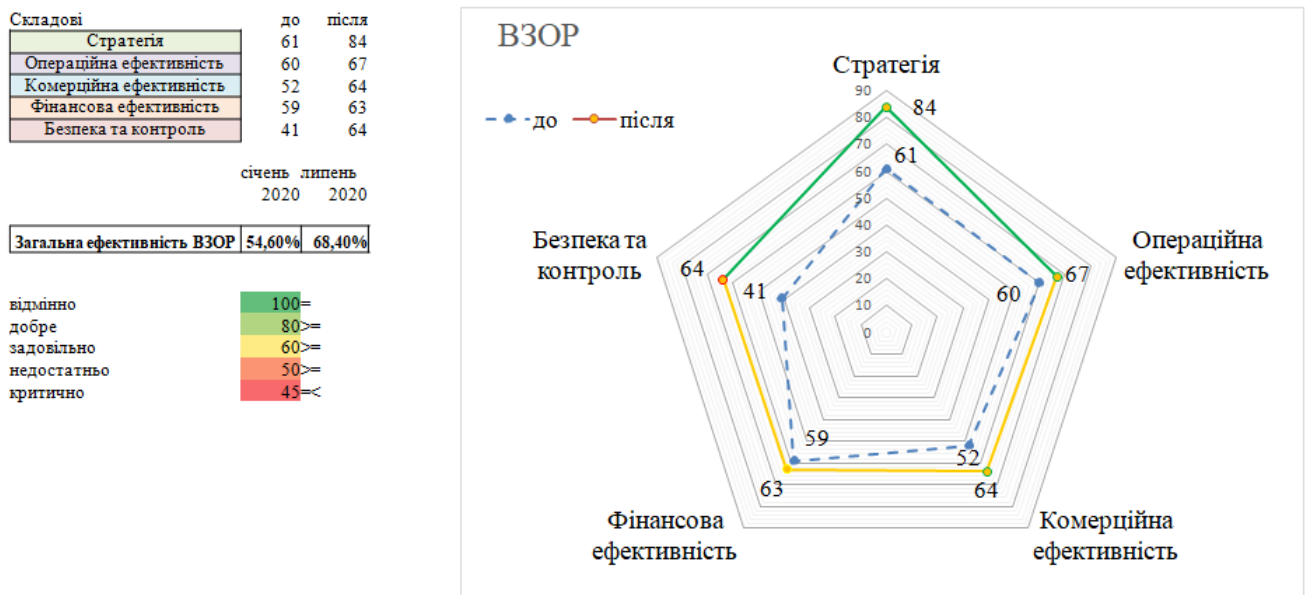 Складові до після
Стратегія 61 84
Операційна ефективність 60 67
Комерційна ефективність 52 64
Фінансова ефективність 59 63
Безпека та контроль 41 64
січень липень
2020 2020
Загальна ефективність ВЗОР 54,60% 68,40%
відмінно 100=
добре 80>=
задовільно 60>=
недостатньо 50>=
критично 45=<
ВЗОР
до після
Стратегія
90
80
70
60
50
40
30
20
10
0
84
61
Операційна
ефективність
67
60
Комерційна
ефективність
52
64
Фінансова
ефективність
59
63
Безпека та
контроль
64
41